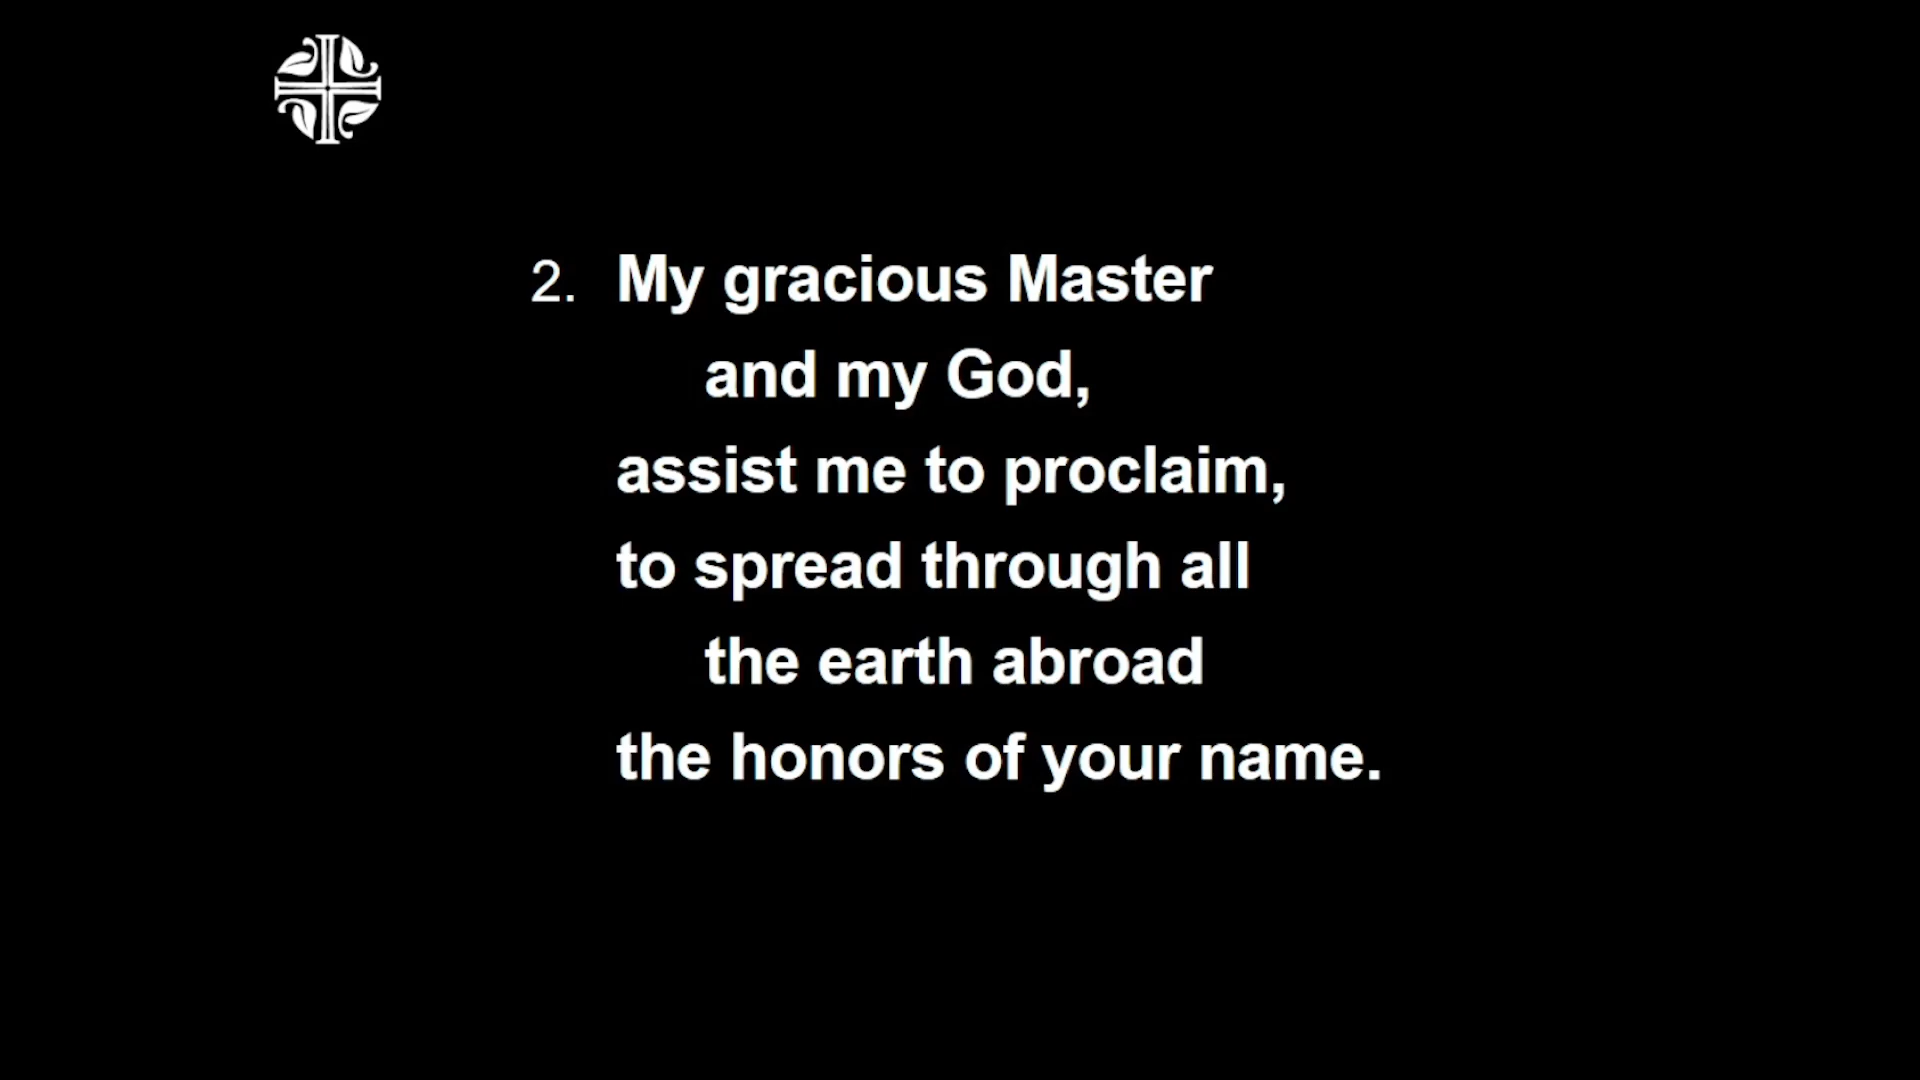 2. My gracious Master
and my God,
assist me to proclaim,
to spread through all
the earth abroad
the honors of your name.